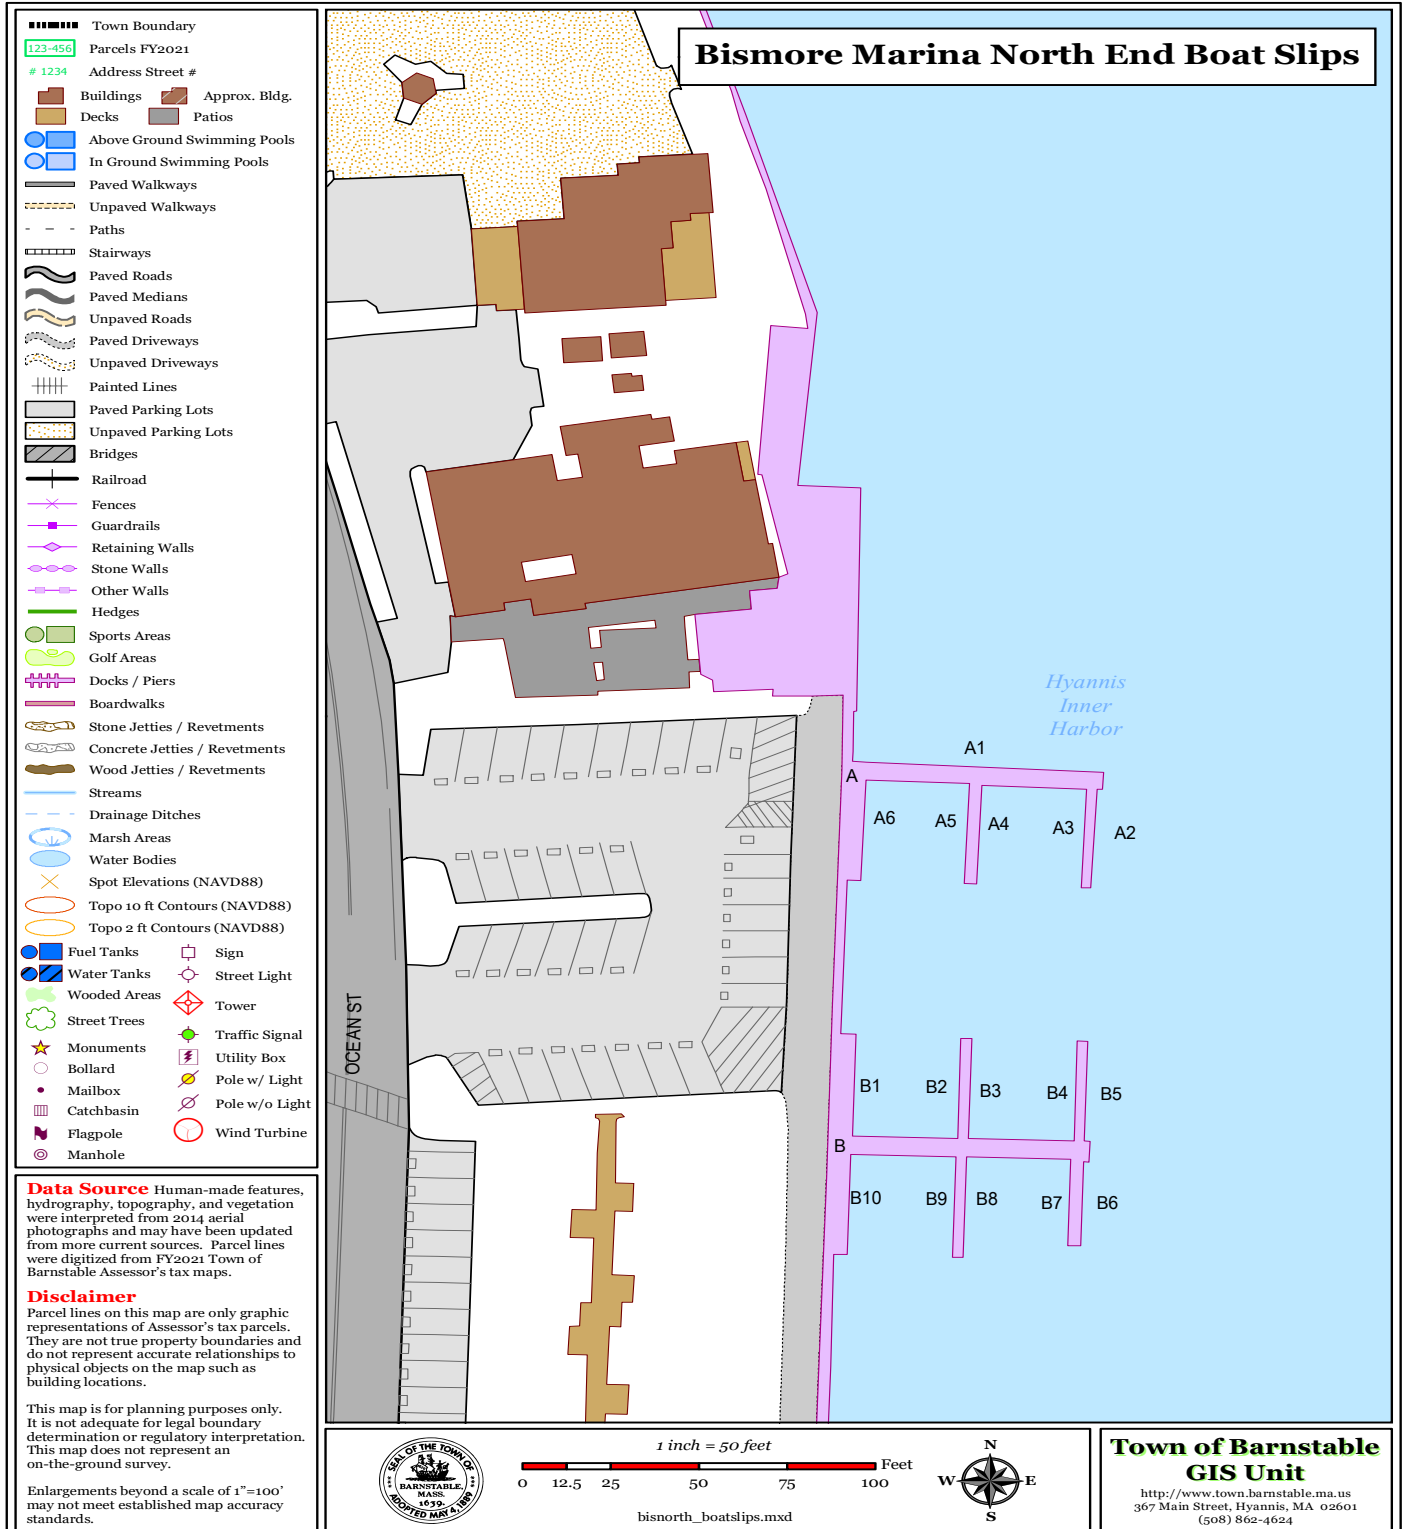 Town Boundary
123-456 Parcels FY2021
# 1234 Address Street #
Buildings Approx. Bldg.
Decks Patios
Above Ground Swimming Pools
In Ground Swimming Pools
Paved Walkways
Unpaved Walkways
Paths
Stairways
Paved Roads
Paved Medians
Unpaved Roads
Paved Driveways
Unpaved Driveways
Painted Lines
Paved Parking Lots
Unpaved Parking Lots
Bridges
Railroad
Fences
Guardrails
Retaining Walls
Stone Walls
Other Walls
Hedges
Sports Areas
Golf Areas
Docks / Piers
Boardwalks
Stone Jetties / Revetments
Concrete Jetties / Revetments
Wood Jetties / Revetments
Streams
Drainage Ditches
Marsh Areas
Water Bodies
Spot Elevations (NAVD88)
Topo 10 ft Contours (NAVD88)
Topo 2 ft Contours (NAVD88)
Fuel Tanks
Water Tanks
Wooded Areas
Street Trees
Monuments
Bollard
Mailbox
Catchbasin
Flagpole
Manhole
Sign
Street Light
Tower
Traffic Signal
Utility Box
Pole w/ Light
Pole w/o Light
Wind Turbine
Data Source Human-made features,
hydrography, topography, and vegetation
were interpreted from 2014 aerial
photographs and may have been updated
from more current sources. Parcel lines
were digitized from FY2021 Town of
Barnstable Assessor's tax maps.
Disclaimer
Parcel lines on this map are only graphic
representations of Assessor's tax parcels.
They are not true property boundaries and
do not represent accurate relationships to
physical objects on the map such as
building locations.
This map is for planning purposes only.
It is not adequate for legal boundary
determination or regulatory interpretation.
This map does not represent an
on-the-ground survey.
Enlargements beyond a scale of 1"=100'
may not meet established map accuracy
standards.
Bismore Marina North End Boat Slips
Hyannis
Inner
Harbor
A1
A
A6 A5 A4 A3 A2
OCEAN ST
B1 B2 B3 B4 B5
B
B10 B9 B8 B7 B6
SEAL OF THE TOWN OF
BARNSTABLE,
MASS.
1639.
ADOPTED MAY 4, 1889
1 inch = 50 feet
Feet
0 12.5 25 50 75 100
bisnorth_boatslips.mxd
N
W E
S
Town of Barnstable
GIS Unit
http://www.town.barnstable.ma.us
367 Main Street, Hyannis, MA 02601
(508) 862-4624